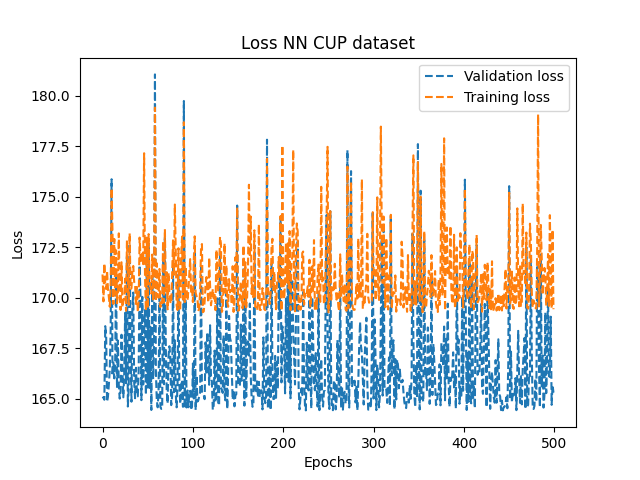 Loss NN CUP dataset
Validation loss
Training loss
180.0
177.5
175.0
172.5
170.0
167.5
165.0
Loss
0
100
200
300
400
500
Epochs